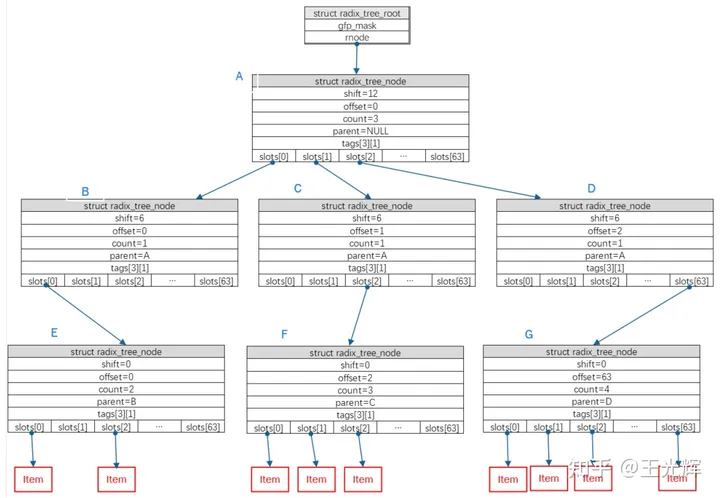 struct radix_tree_root
gfp_mask
rnode
A
struct radix_tree_node
shift=12
offset=0
count=3
parent=NULL
tags[3][1]
slots[0] slots[1] slots[2] ... slots[63]
B
struct radix_tree_node
shift=6
offset=0
count=1
parent=A
tags[3][1]
slots[0] slots[1] slots[2] ... slots[63]
C
struct radix_tree_node
shift=6
offset=1
count=1
parent=A
tags[3][1]
slots[0] slots[1] slots[2] ... slots[63]
D
struct radix_tree_node
shift=6
offset=2
count=1
parent=A
tags[3][1]
slots[0] slots[1] slots[2] ... slots[63]
E
struct radix_tree_node
shift=0
offset=0
count=2
parent=B
tags[3][1]
slots[0] slots[1] slots[2] ... slots[63]
Item Item
F
struct radix_tree_node
shift=0
offset=2
count=3
parent=C
tags[3][1]
slots[0] slots[1] slots[2] ... slots[63]
Item Item Item
G
struct radix_tree_node
shift=0
offset=63
count=4
parent=D
tags[3][1]
slots[0] slots[1] slots[2] ... slots[63]
Item Item Item Item
知乎 @王光辉